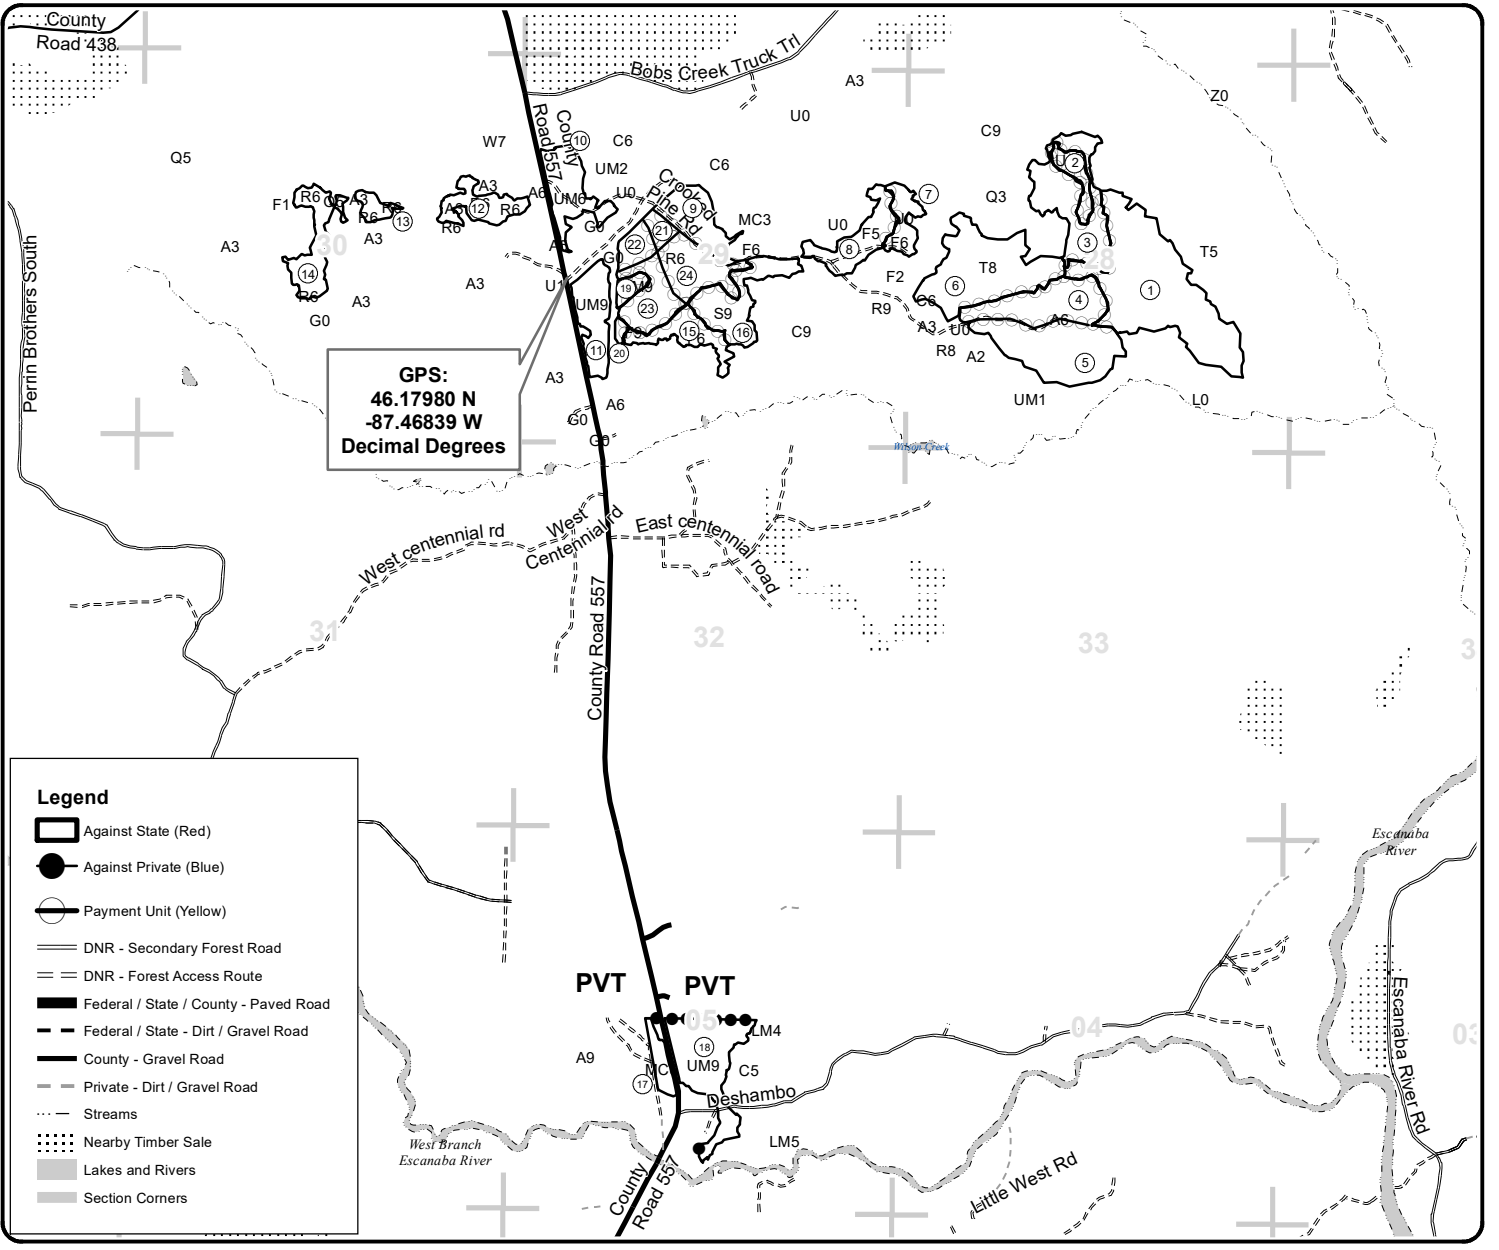 County
Road 438
Bobs Creek Truck Trl
A3
Z0
U0
County
Road 557
10
C6
C9
W7
UM2
Q5
C6
U
2
Crooked
Pine Rd
A3
A6
UM6
U0
7
Q3
F1
R6
A3
R6
12
R6
9
MC3
U0
R6
13
R6
G0
21
F5
F6
A3
30
A3
22
29
F6
8
3
28
T5
G0
R6
T8
14
24
F2
6
1
A3
U1
19
R6
A3
UM9
23
S9
R9
C6
4
G0
15
16
C9
A3
U0
A6
11
20
R8
A2
5
Perrin Brothers South
GPS:
46.17980 N
-87.46839 W
Decimal Degrees
A3
UM1
L0
A6
G0
G0
Wilson Creek
West centennial rd
West
Centennial rd
East centennial road
County Road 557
31
32
33
3
Legend
Against State (Red)
Against Private (Blue)
Payment Unit (Yellow)
DNR - Secondary Forest Road
DNR - Forest Access Route
Federal / State / County - Paved Road
Federal / State - Dirt / Gravel Road
County - Gravel Road
Private - Dirt / Gravel Road
Streams
Nearby Timber Sale
Lakes and Rivers
Section Corners
Escanaba
River
PVT
PVT
05
LM4
04
03
18
A9
UM9
C5
MC
17
Deshambo
Escanaba River Rd
West Branch
Escanaba River
LM5
County
Road 557
Little West Rd